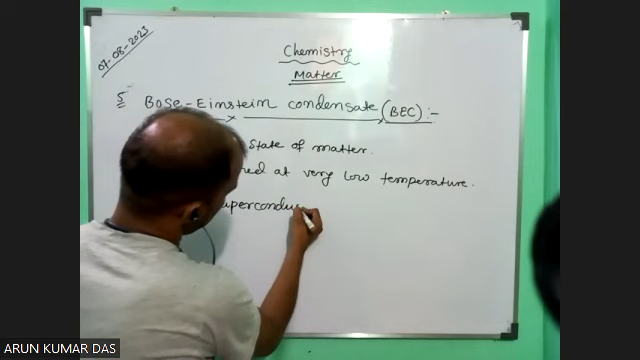 07-08-2023
Chemistry
Matter
5. Bose-Einstein condensate (BEC) :-
State of matter.
at very low temperature.
ARUN KUMAR DAS